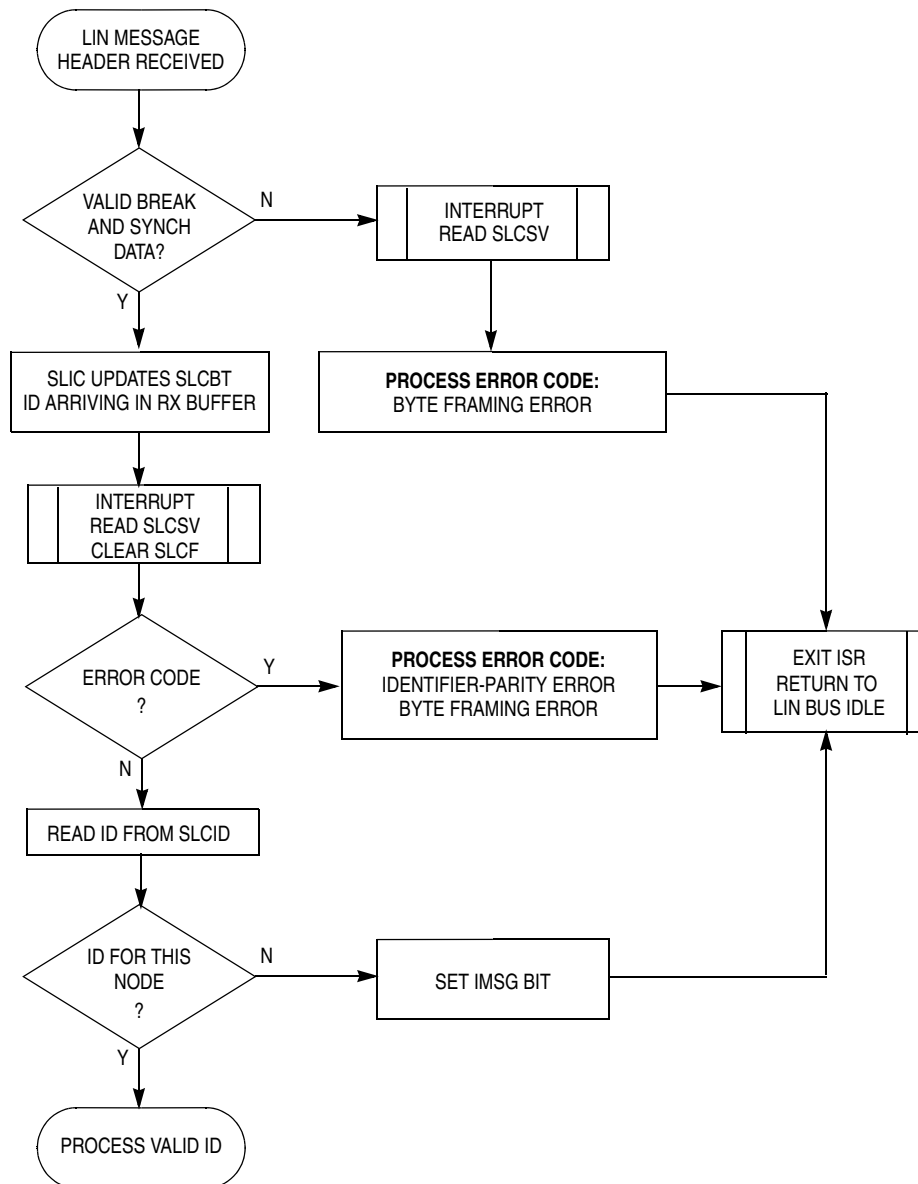 LIN MESSAGE
HEADER RECEIVED
VALID BREAK
AND SYNCH
DATA?
N
INTERRUPT
READ SLCSV
Y
SLIC UPDATES SLCBT
ID ARRIVING IN RX BUFFER
PROCESS ERROR CODE:
BYTE FRAMING ERROR
INTERRUPT
READ SLCSV
CLEAR SLCF
ERROR CODE
?
Y
PROCESS ERROR CODE:
IDENTIFIER-PARITY ERROR
BYTE FRAMING ERROR
EXIT ISR
RETURN TO
LIN BUS IDLE
N
READ ID FROM SLCID
ID FOR THIS
NODE
?
N
SET IMSG BIT
Y
PROCESS VALID ID